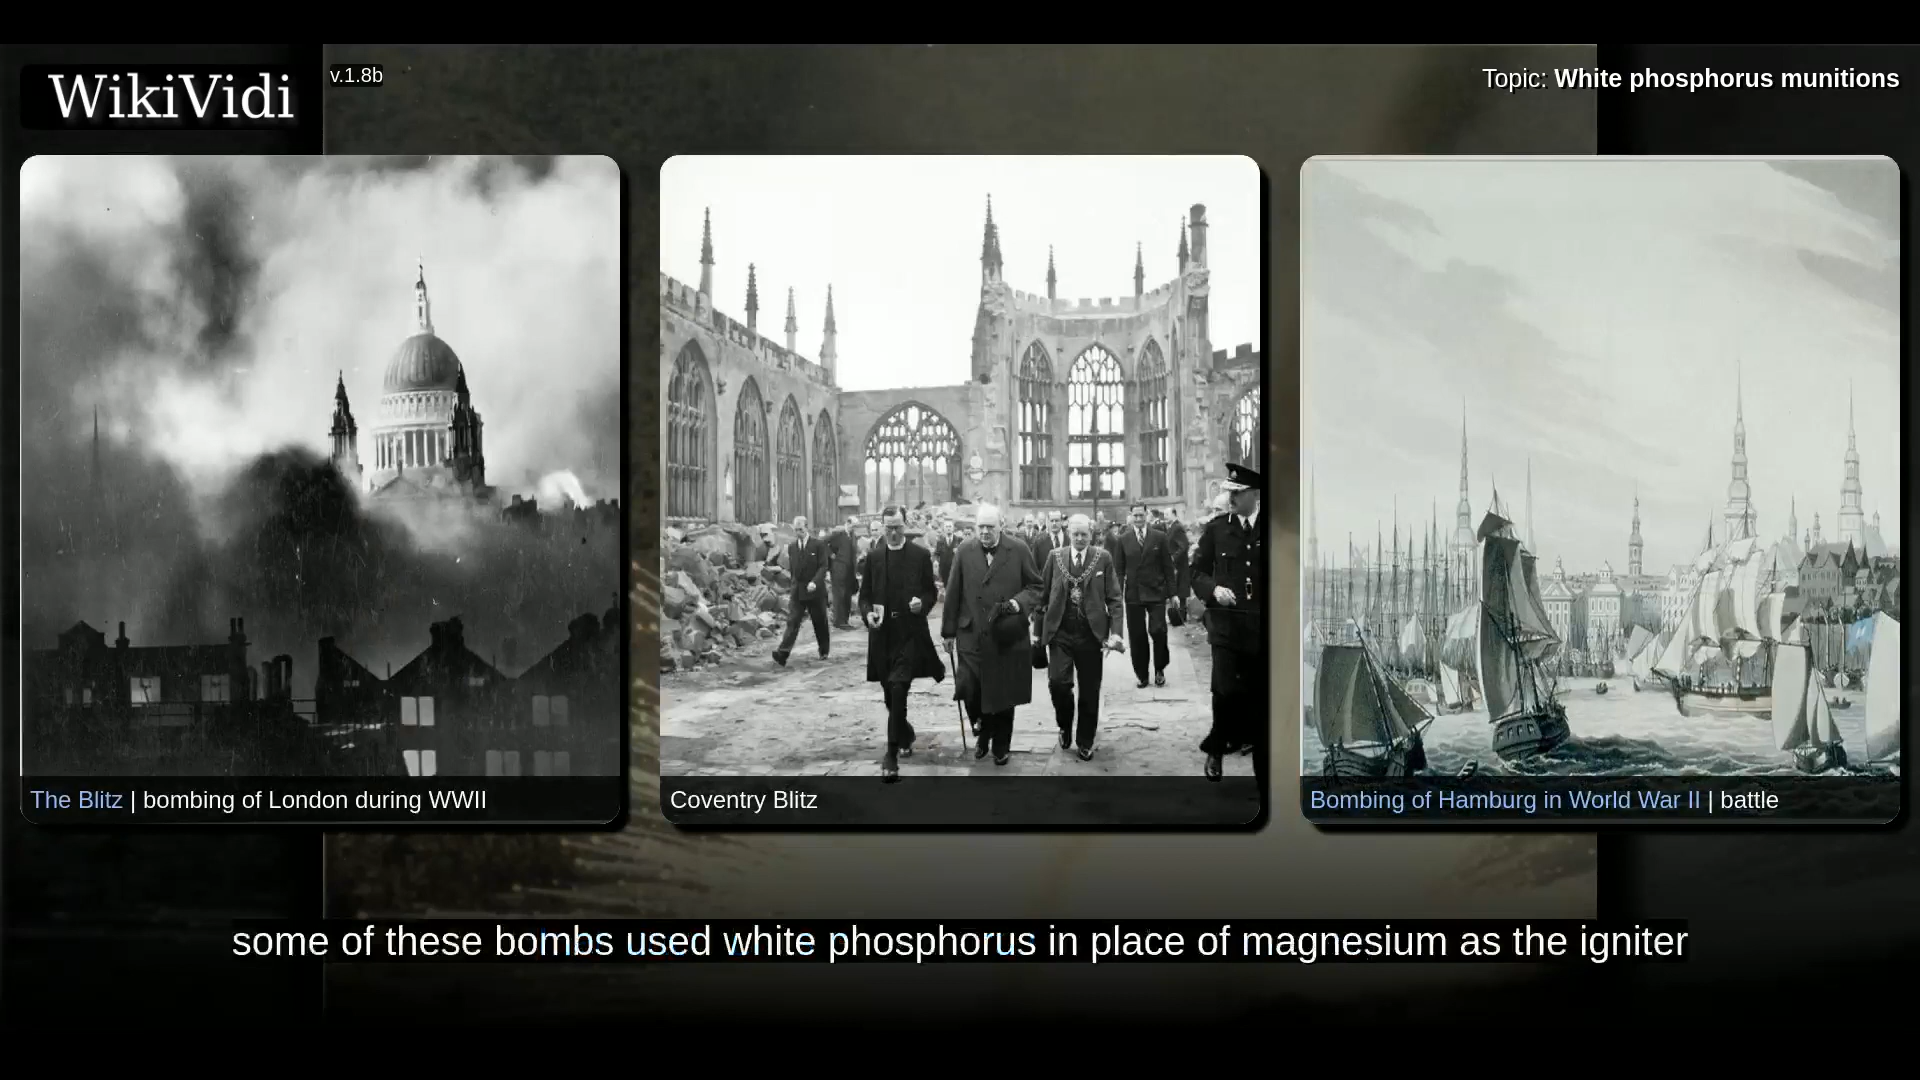 WikiVidi
v.1.8b
Topic: White phosphorus munitions
The Blitz | bombing of London during WWII
Coventry Blitz
Bombing of Hamburg in World War II | battle
some of these bombs used white phosphorus in place of magnesium as the igniter